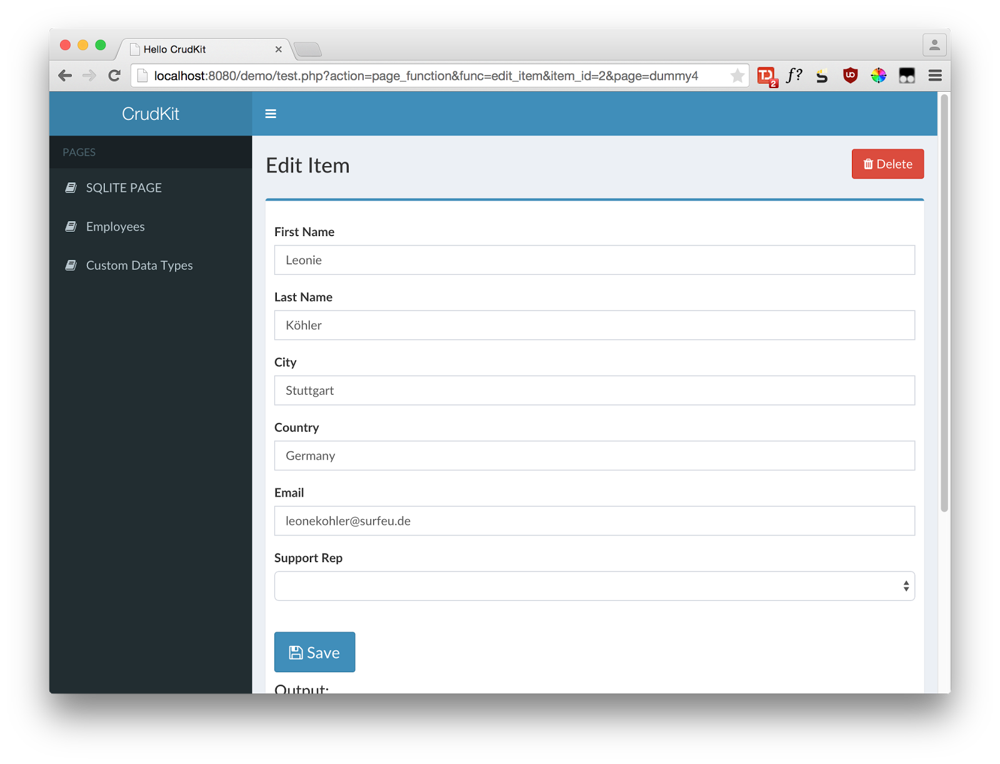 Hello CrudKit
localhost:8080/demo/test.php?action=page_function&func=edit_item&item_id=2&page=dummy4
2
f?
CrudKit
PAGES
SQLITE PAGE
Employees
Custom Data Types
Edit Item
Delete
First Name
Leonie
Last Name
Köhler
City
Stuttgart
Country
Germany
Email
leonekohler@surfeu.de
Support Rep
Save
Output: